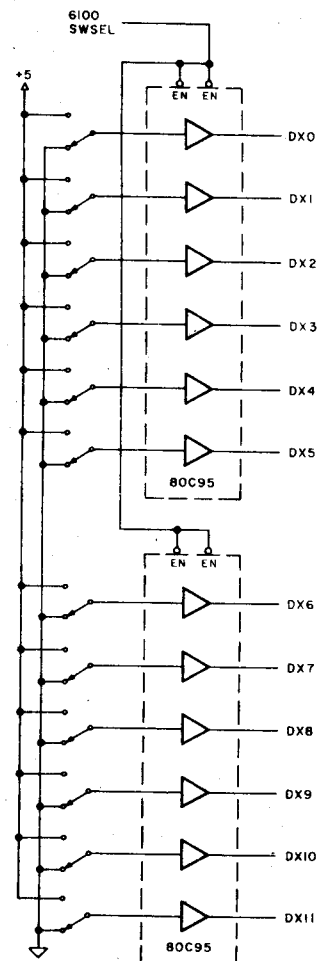 6100
SWSEL
+5
EN EN
DX0
DX1
DX2
DX3
DX4
DX5
80C95
EN EN
DX6
DX7
DX8
DX9
DX10
DX11
80C95